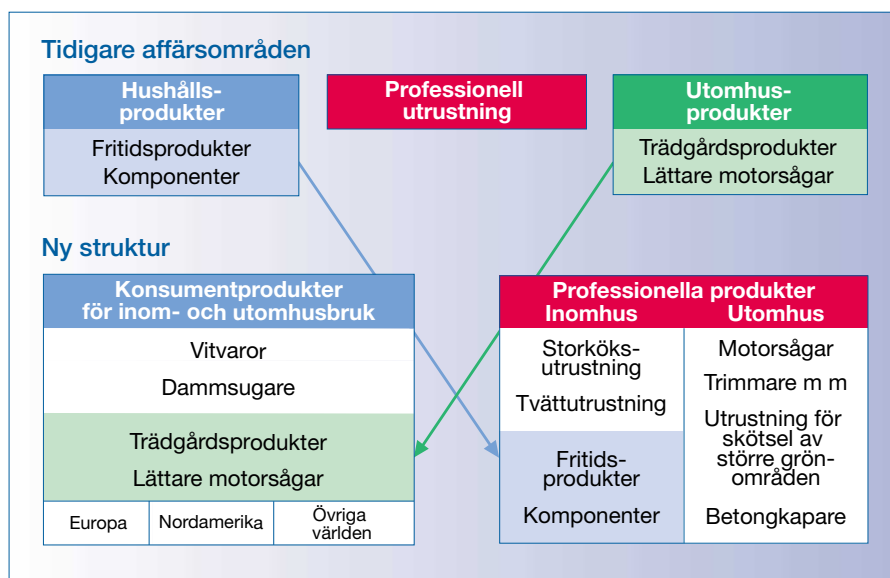 Tidigare affärsområden
Hushålls-
produkter
Fritidsprodukter
Komponenter
Professionell
utrustning
Utomhus-
produkter
Trädgårdsprodukter
Lättare motorsågar
Ny struktur
Konsumentprodukter
för inom- och utomhusbruk
Vitvaror
Dammsugare
Trädgårdsprodukter
Lättare motorsågar
Europa
Nordamerika
Övriga
världen
Professionella produkter
Inomhus
Storköks-
utrustning
Tvättutrustning
Fritids-
produkter
Komponenter
Utomhus
Motorsågar
Trimmare m m
Utrustning för
skötsel av
större grön-
områden
Betongkapare